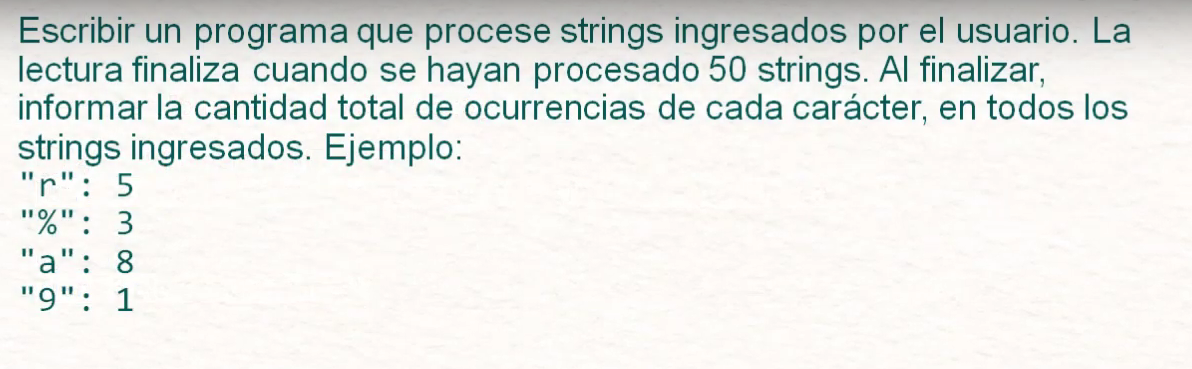 Escribir un programa que procese strings ingresados por el usuario. La
lectura finaliza cuando se hayan procesado 50 strings. Al finalizar,
informar la cantidad total de ocurrencias de cada carácter, en todos los
strings ingresados. Ejemplo:
"r": 5
"%": 3
"a": 8
"9": 1